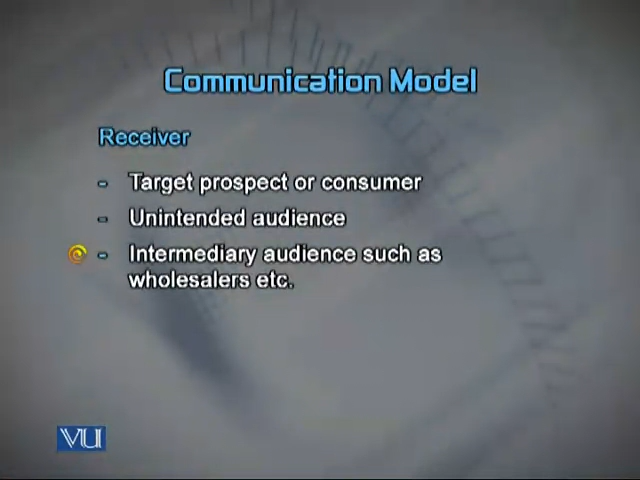 Communication Model
Receiver
- Target prospect or consumer
- Unintended audience
- Intermediary audience such as
wholesalers etc.
VU